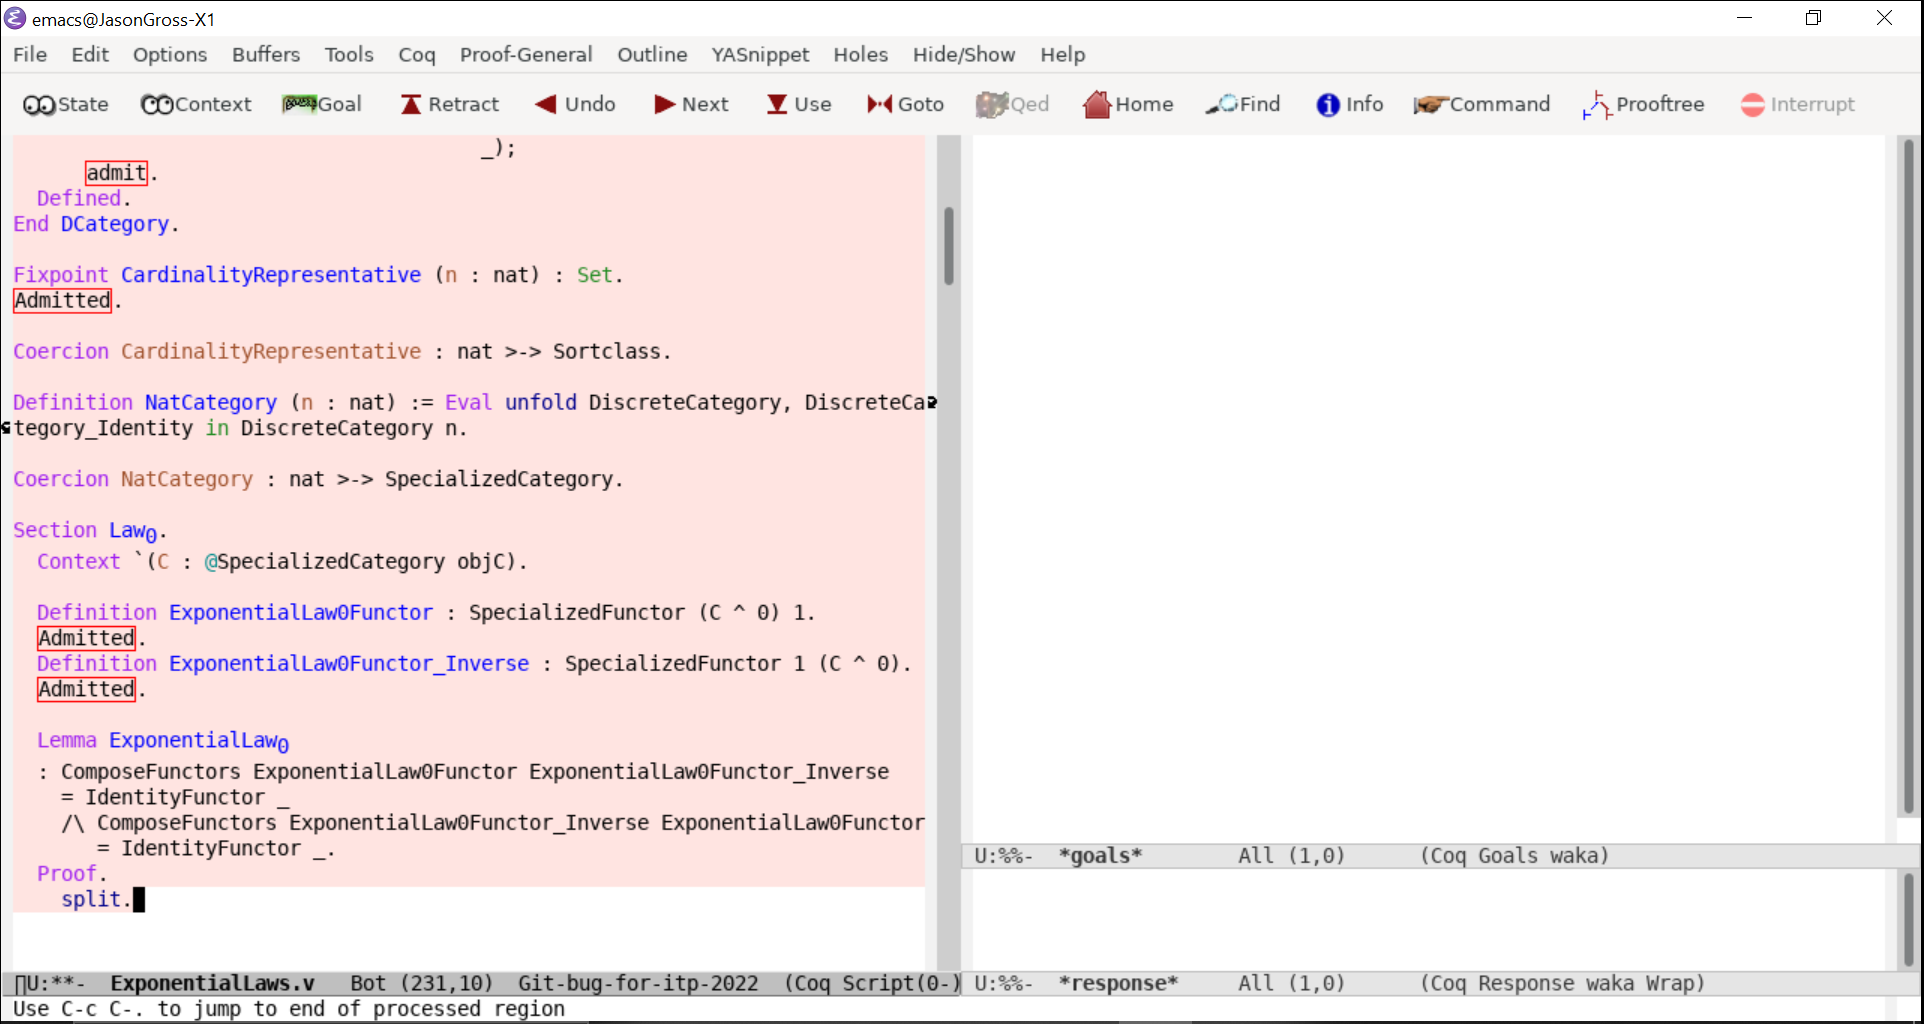 emacs@JasonGross-X1
File Edit Options Buffers Tools Coq Proof-General Outline YASnippet Holes Hide/Show Help
State Context Goal Retract Undo Next Use Goto Qed Home Find Info Command Prooftree Interrupt
_);
admit.
Defined.
End DCategory.
Fixpoint CardinalityRepresentative (n : nat) : Set.
Admitted.
Coercion CardinalityRepresentative : nat >-> Sortclass.
Definition NatCategory (n : nat) := Eval unfold DiscreteCategory, DiscreteCa
tegory_Identity in DiscreteCategory n.
Coercion NatCategory : nat >-> SpecializedCategory.
Section Law₀.
Context `(C : @SpecializedCategory objC).
Definition ExponentialLaw0Functor : SpecializedFunctor (C ^ 0) 1.
Admitted.
Definition ExponentialLaw0Functor_Inverse : SpecializedFunctor 1 (C ^ 0).
Admitted.
Lemma ExponentialLaw₀
: ComposeFunctors ExponentialLaw0Functor ExponentialLaw0Functor_Inverse
= IdentityFunctor _
/\ ComposeFunctors ExponentialLaw0Functor_Inverse ExponentialLaw0Functor
= IdentityFunctor _.
Proof.
split.
U:**- ExponentialLaws.v Bot (231,10) Git-bug-for-itp-2022 (Coq Script(0-)
U:%%- *goals* All (1,0) (Coq Goals waka)
U:%%- *response* All (1,0) (Coq Response waka Wrap)
Use C-c C-. to jump to end of processed region